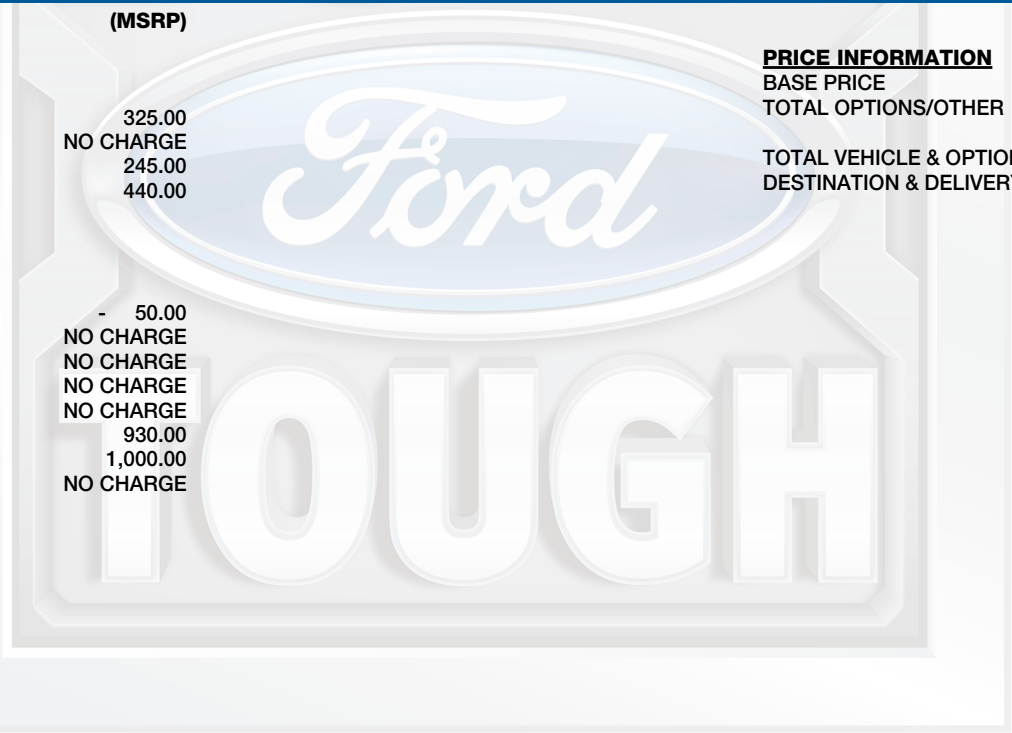 (MSRP)
325.00
NO CHARGE
245.00
440.00
- 50.00
NO CHARGE
NO CHARGE
NO CHARGE
NO CHARGE
930.00
1,000.00
NO CHARGE
PRICE INFORMATION
BASE PRICE
TOTAL OPTIONS/OTHER
TOTAL VEHICLE & OPTION
DESTINATION & DELIVERY
Ford
TOUGH